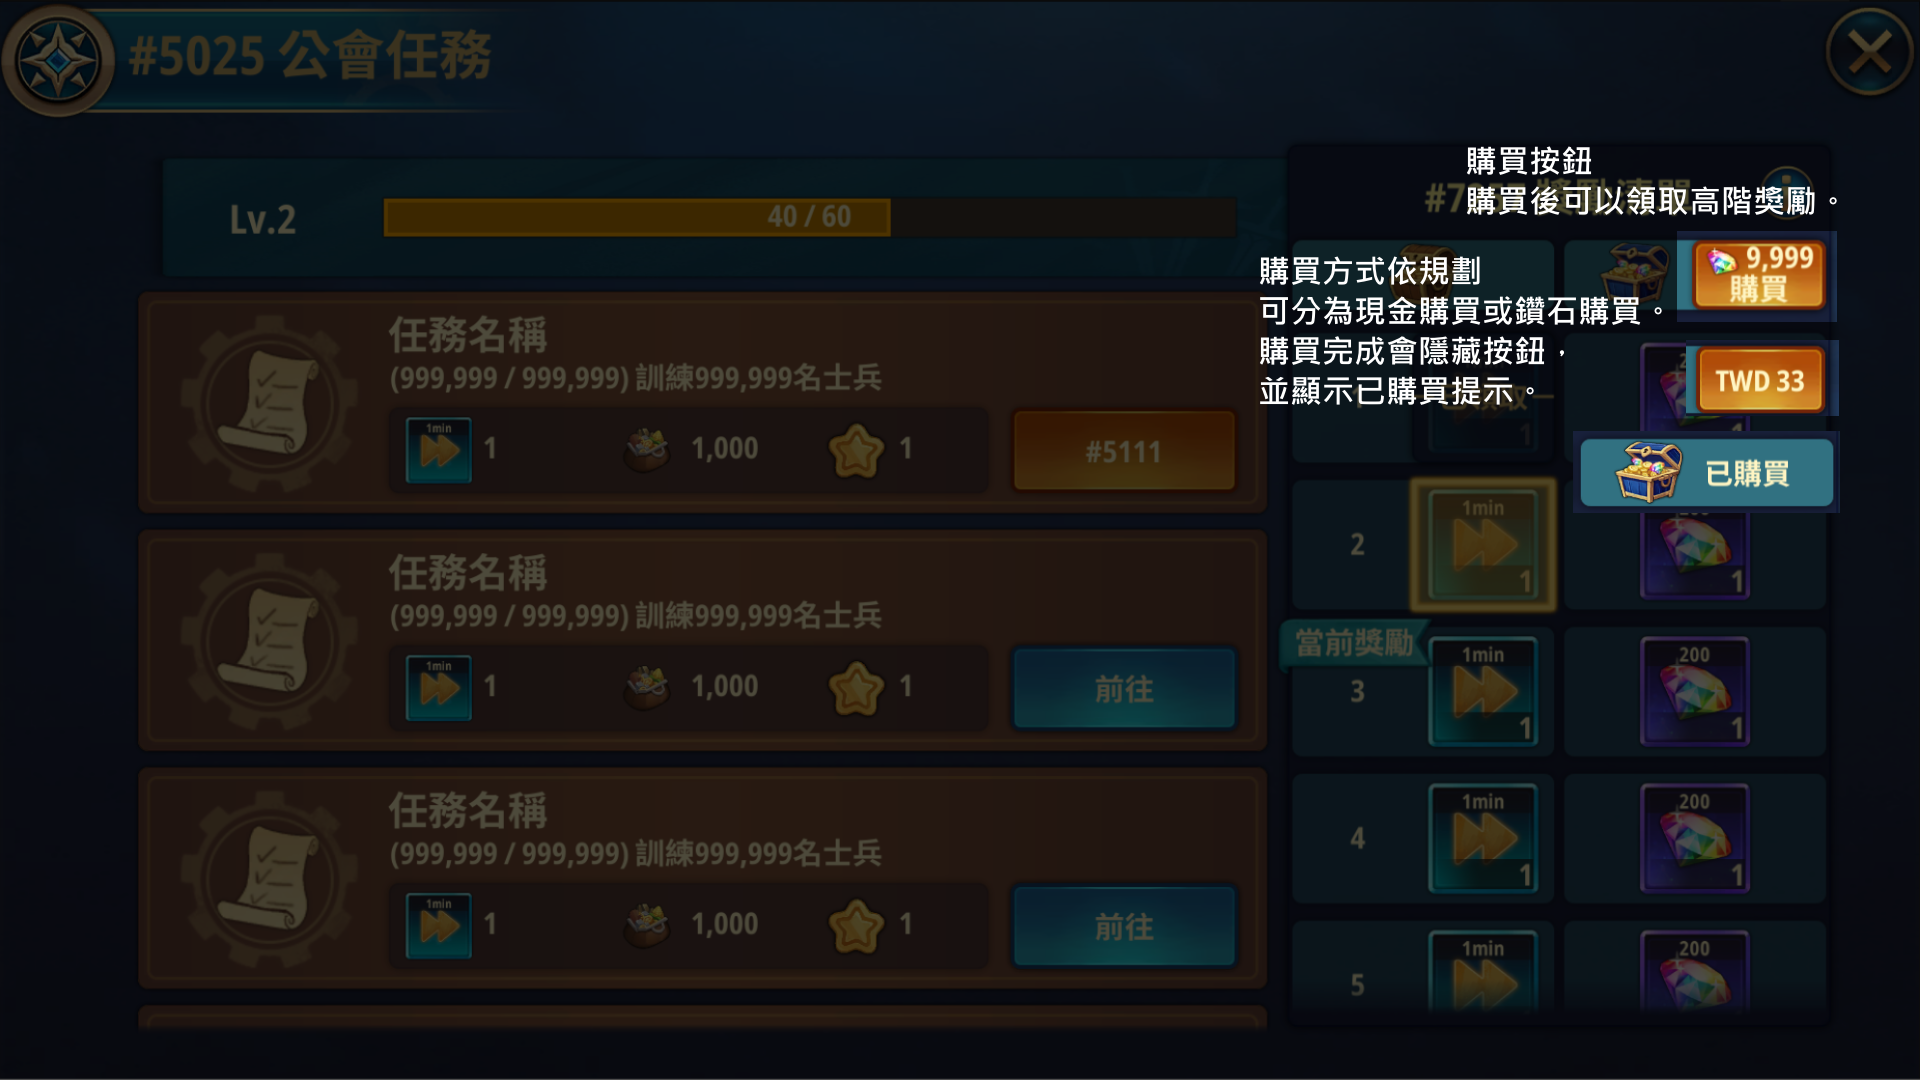 #5025 公會任務
Lv.2
40 / 60
購買按鈕
購買後可以領取高階獎勵。
購買方式依規劃
可分為現金購買或鑽石購買。
購買完成會隱藏按鈕，
並顯示已購買提示。
9,999
購買
TWD 33
已購買
任務名稱
(999,999 / 999,999) 訓練999,999名士兵
1min
1
1,000
1
#5111
任務名稱
(999,999 / 999,999) 訓練999,999名士兵
1min
1
1,000
1
前往
任務名稱
(999,999 / 999,999) 訓練999,999名士兵
1min
1
1,000
1
前往
2
1min
1
1
當前獎勵
3
1min
1
200
1
4
1min
1
200
1
5
1min
200